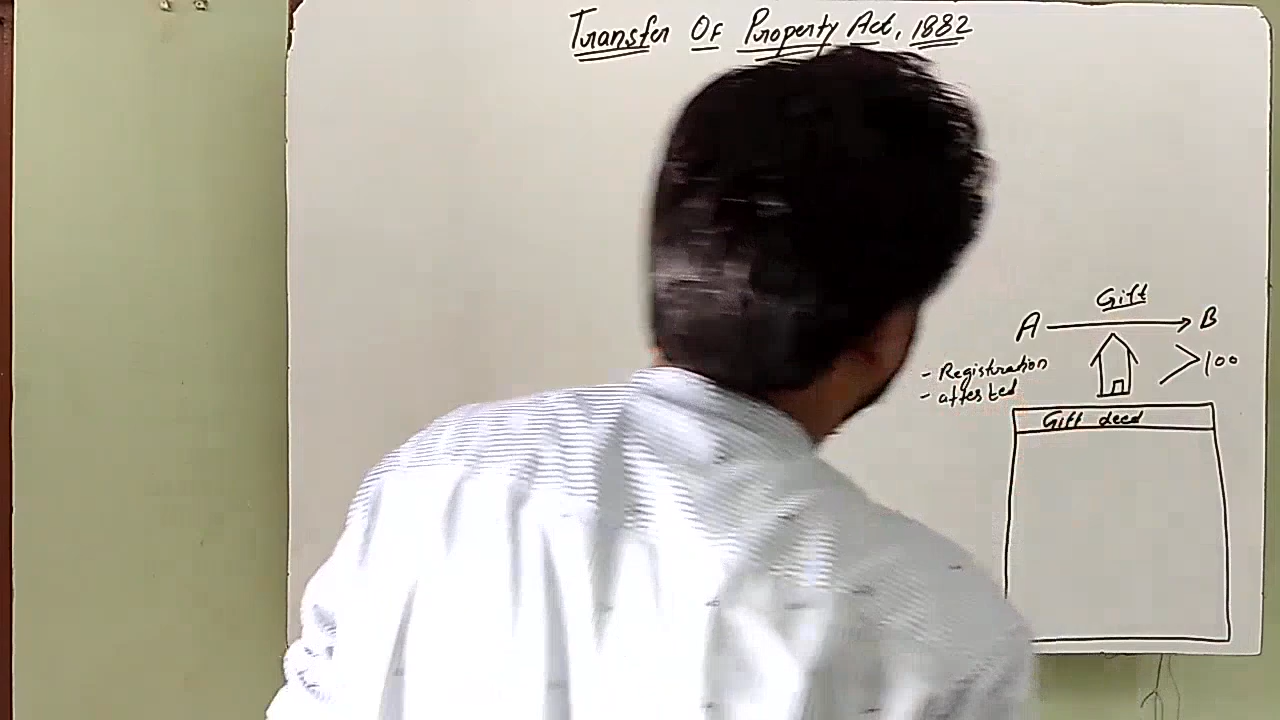 Transfer Of Property Act, 1882
Gift
A B
- Registration
>100
- attested
Gift deed